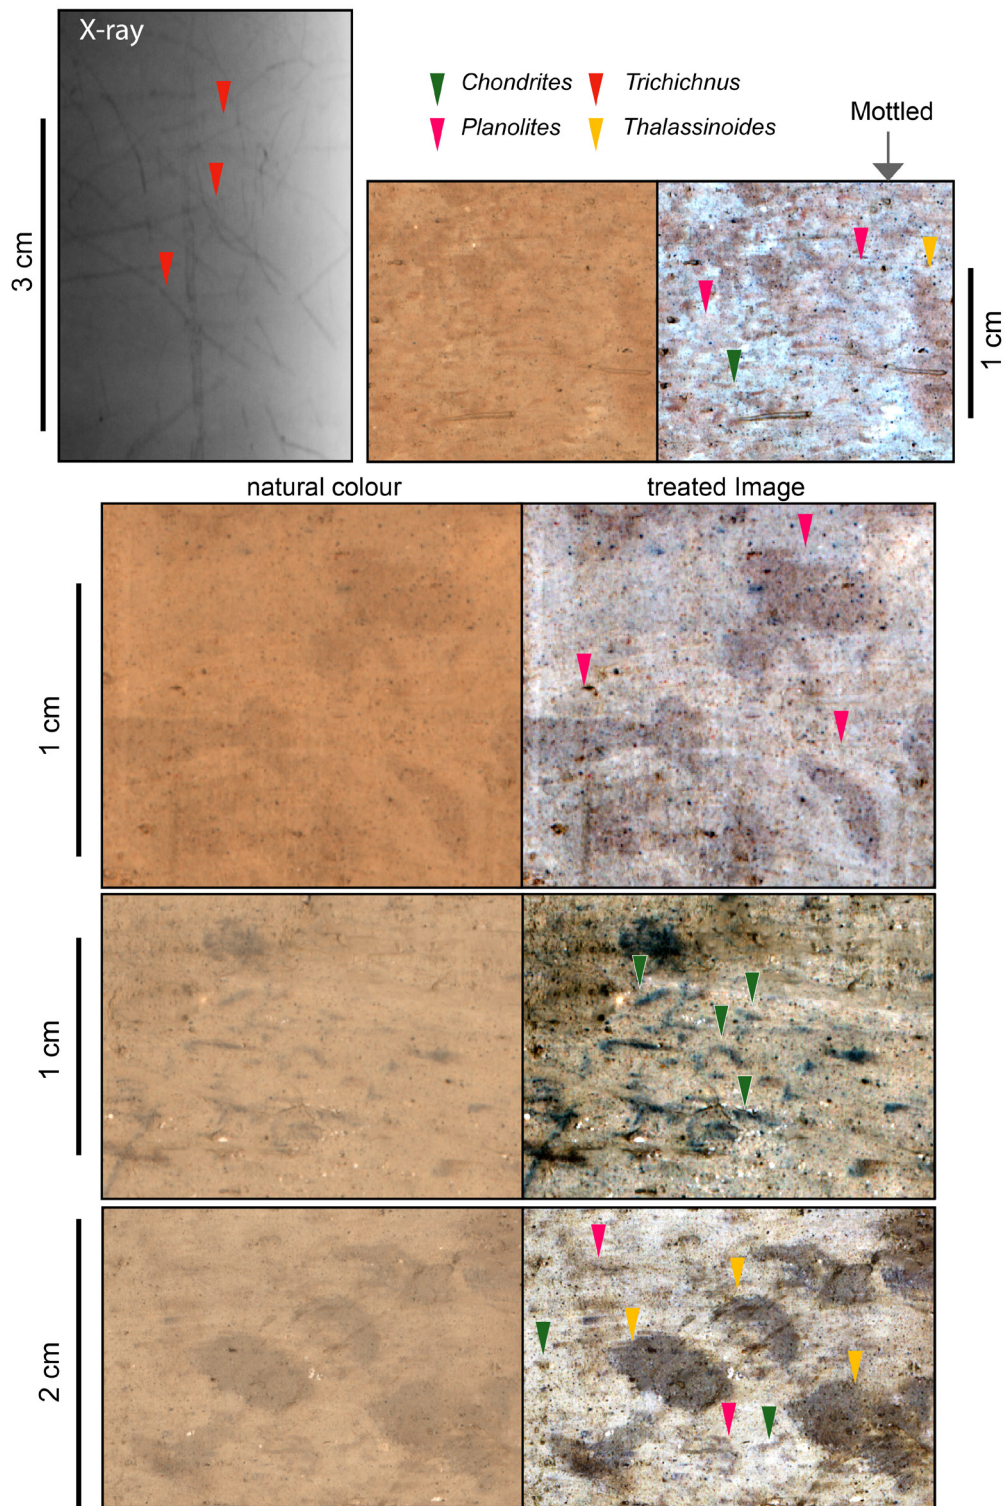 X-ray
Chondrites
Trichichnus
Planolites
Thalassinoides
Mottled
3 cm
1 cm
natural colour
treated Image
1 cm
1 cm
2 cm